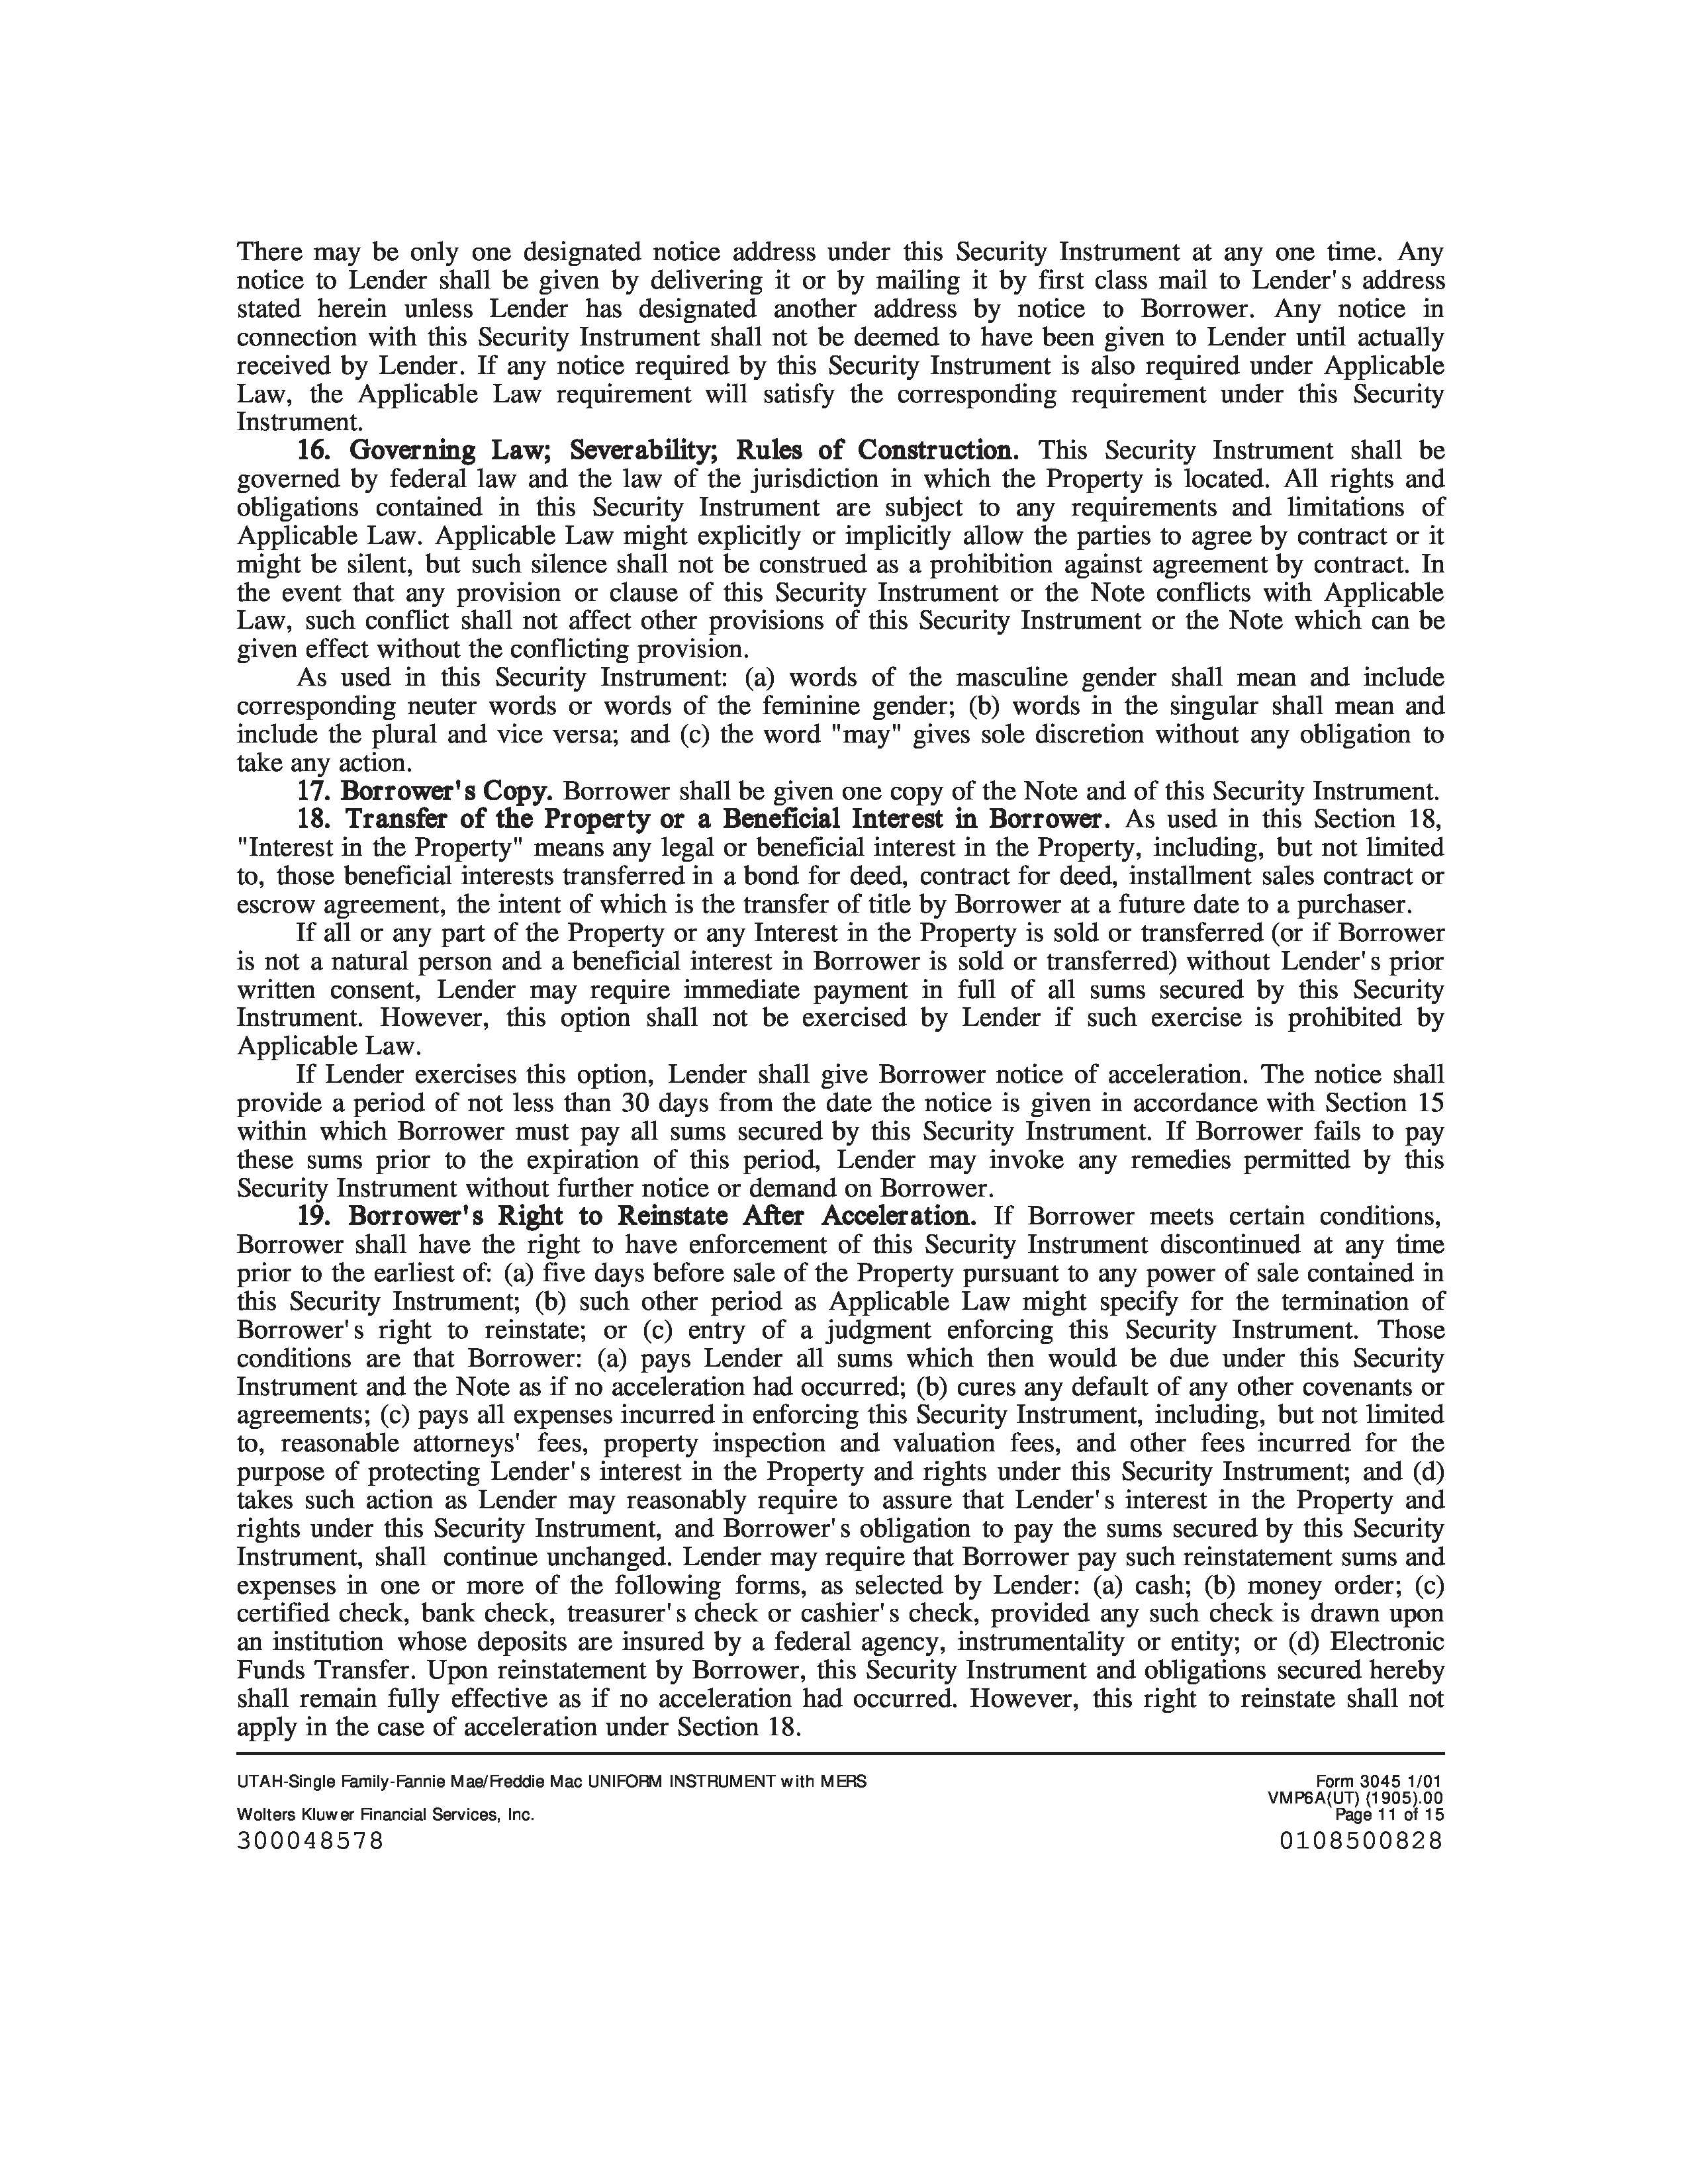 There may be only one designated notice address under this Security Instrument at any one time. Any
notice to Lender shall be given by delivering it or by mailing it by first class mail to Lender's address
stated herein unless Lender has designated another address by notice to Borrower. Any notice in
connection with this Security Instrument shall not be deemed to have been given to Lender until actually
received by Lender. If any notice required by this Security Instrument is also required under Applicable
Law, the Applicable Law requirement will satisfy the corresponding requirement under this Security
Instrument.
16. Governing Law; Severability; Rules of Construction. This Security Instrument shall be
governed by federal law and the law of the jurisdiction in which the Property is located. All rights and
obligations contained in this Security Instrument are subject to any requirements and limitations of
Applicable Law. Applicable Law might explicitly or implicitly allow the parties to agree by contract or it
might be silent, but such silence shall not be construed as a prohibition against agreement by contract. In
the event that any provision or clause of this Security Instrument or the Note conflicts with Applicable
Law, such conflict shall not affect other provisions of this Security Instrument or the Note which can be
given effect without the conflicting provision.
As used in this Security Instrument: (a) words of the masculine gender shall mean and include
corresponding neuter words or words of the feminine gender; (b) words in the singular shall mean and
include the plural and vice versa; and (c) the word "may" gives sole discretion without any obligation to
take any action.
17. Borrower's Copy. Borrower shall be given one copy of the Note and of this Security Instrument.
18. Transfer of the Property or a Beneficial Interest in Borrower. As used in this Section 18,
"Interest in the Property" means any legal or beneficial interest in the Property, including, but not limited
to, those beneficial interests transferred in a bond for deed, contract for deed, installment sales contract or
escrow agreement, the intent of which is the transfer of title by Borrower at a future date to a purchaser.
If all or any part of the Property or any Interest in the Property is sold or transferred (or if Borrower
is not a natural person and a beneficial interest in Borrower is sold or transferred) without Lender's prior
written consent, Lender may require immediate payment in full of all sums secured by this Security
Instrument. However, this option shall not be exercised by Lender if such exercise is prohibited by
Applicable Law.
If Lender exercises this option, Lender shall give Borrower notice of acceleration. The notice shall
provide a period of not less than 30 days from the date the notice is given in accordance with Section 15
within which Borrower must pay all sums secured by this Security Instrument. If Borrower fails to pay
these sums prior to the expiration of this period, Lender may invoke any remedies permitted by this
Security Instrument without further notice or demand on Borrower.
19. Borrower's Right to Reinstate After Acceleration. If Borrower meets certain conditions,
Borrower shall have the right to have enforcement of this Security Instrument discontinued at any time
prior to the earliest of: (a) five days before sale of the Property pursuant to any power of sale contained in
this Security Instrument; (b) such other period as Applicable Law might specify for the termination of
Borrower's right to reinstate; or (c) entry of a judgment enforcing this Security Instrument. Those
conditions are that Borrower: (a) pays Lender all sums which then would be due under this Security
Instrument and the Note as if no acceleration had occurred; (b) cures any default of any other covenants or
agreements; (c) pays all expenses incurred in enforcing this Security Instrument, including, but not limited
to, reasonable attorneys' fees, property inspection and valuation fees, and other fees incurred for the
purpose of protecting Lender's interest in the Property and rights under this Security Instrument; and (d)
takes such action as Lender may reasonably require to assure that Lender's interest in the Property and
rights under this Security Instrument, and Borrower's obligation to pay the sums secured by this Security
Instrument, shall continue unchanged. Lender may require that Borrower pay such reinstatement sums and
expenses in one or more of the following forms, as selected by Lender: (a) cash; (b) money order; (c)
certified check, bank check, treasurer's check or cashier's check, provided any such check is drawn upon
an institution whose deposits are insured by a federal agency, instrumentality or entity; or (d) Electronic
Funds Transfer. Upon reinstatement by Borrower, this Security Instrument and obligations secured hereby
shall remain fully effective as if no acceleration had occurred. However, this right to reinstate shall not
apply in the case of acceleration under Section 18.
UTAH-Single Family-Fannie Mae/Freddie Mac UNIFORM INSTRUMENT with MERS
Form 3045 1/01
VMP6A(UT) (1905).00
Wolters Kluwer Financial Services, Inc.
Page 11 of 15
300048578
0108500828